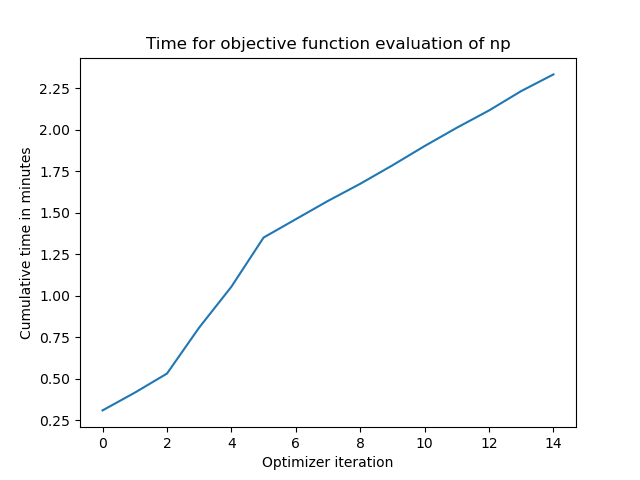 Time for objective function evaluation of np
2.25
2.00
1.75
1.50
1.25
1.00
0.75
0.50
0.25
Cumulative time in minutes
0 2 4 6 8 10 12 14
Optimizer iteration